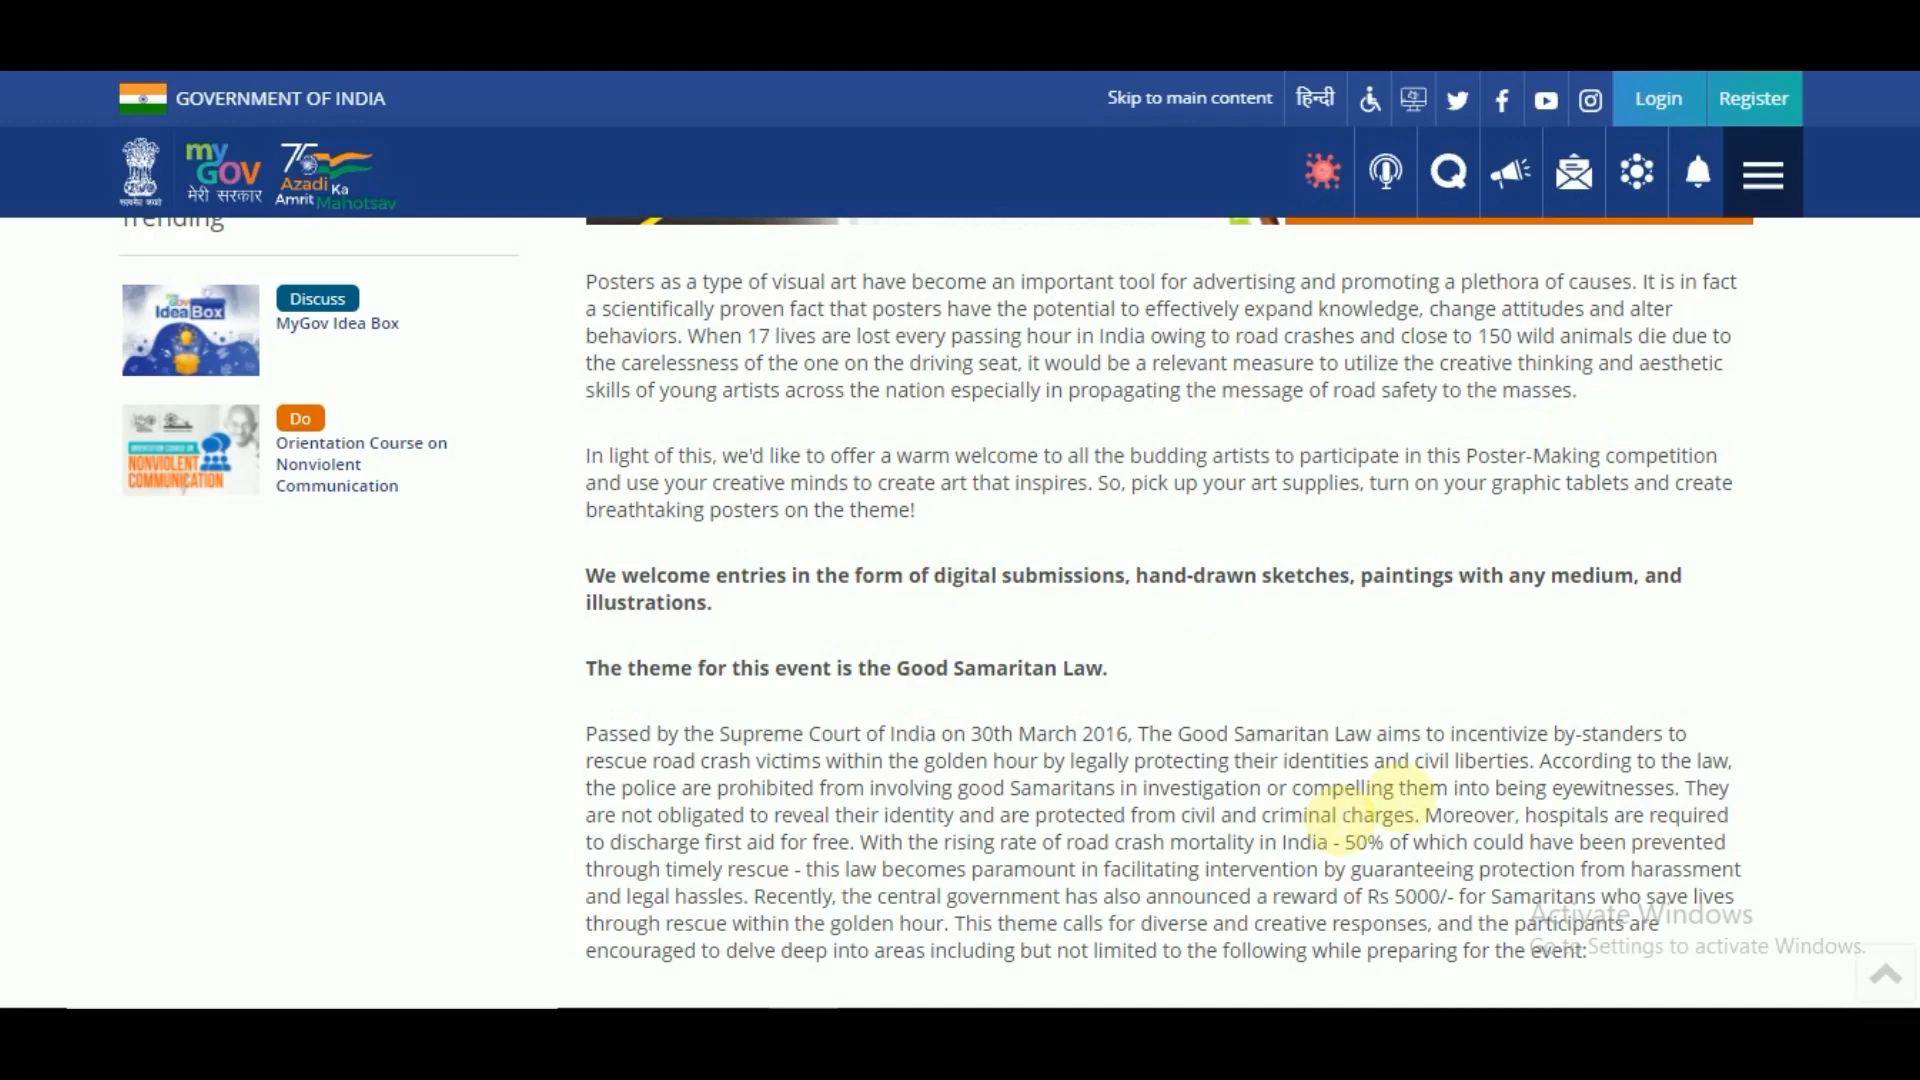 GOVERNMENT OF INDIA
Skip to main content
हिन्दी
Login
Register
सत्यमेव जयते
my
GOV
मेरी सरकार
75
Azadi Ka
Amrit Mahotsav
Trending
Idea Box
Discuss
MyGov Idea Box
NONVIOLENT
COMMUNICATION
Do
Orientation Course on
Nonviolent
Communication
Posters as a type of visual art have become an important tool for advertising and promoting a plethora of causes. It is in fact
a scientifically proven fact that posters have the potential to effectively expand knowledge, change attitudes and alter
behaviors. When 17 lives are lost every passing hour in India owing to road crashes and close to 150 wild animals die due to
the carelessness of the one on the driving seat, it would be a relevant measure to utilize the creative thinking and aesthetic
skills of young artists across the nation especially in propagating the message of road safety to the masses.
In light of this, we'd like to offer a warm welcome to all the budding artists to participate in this Poster-Making competition
and use your creative minds to create art that inspires. So, pick up your art supplies, turn on your graphic tablets and create
breathtaking posters on the theme!
We welcome entries in the form of digital submissions, hand-drawn sketches, paintings with any medium, and
illustrations.
The theme for this event is the Good Samaritan Law.
Passed by the Supreme Court of India on 30th March 2016, The Good Samaritan Law aims to incentivize by-standers to
rescue road crash victims within the golden hour by legally protecting their identities and civil liberties. According to the law,
the police are prohibited from involving good Samaritans in investigation or compelling them into being eyewitnesses. They
are not obligated to reveal their identity and are protected from civil and criminal charges. Moreover, hospitals are required
to discharge first aid for free. With the rising rate of road crash mortality in India - 50% of which could have been prevented
through timely rescue - this law becomes paramount in facilitating intervention by guaranteeing protection from harassment
and legal hassles. Recently, the central government has also announced a reward of Rs 5000/- for Samaritans who save lives
through rescue within the golden hour. This theme calls for diverse and creative responses, and the participants are
encouraged to delve deep into areas including but not limited to the following while preparing for the event:
Activate Windows
Go to Settings to activate Windows.